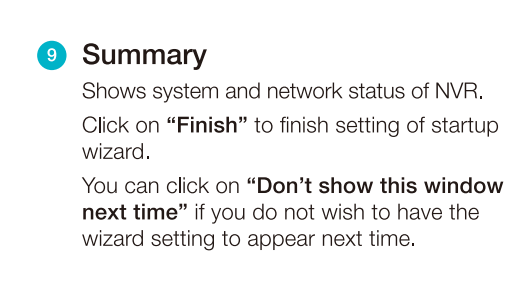 9 Summary
Shows system and network status of NVR.
Click on “Finish” to finish setting of startup
wizard.
You can click on “Don’t show this window
next time” if you do not wish to have the
wizard setting to appear next time.